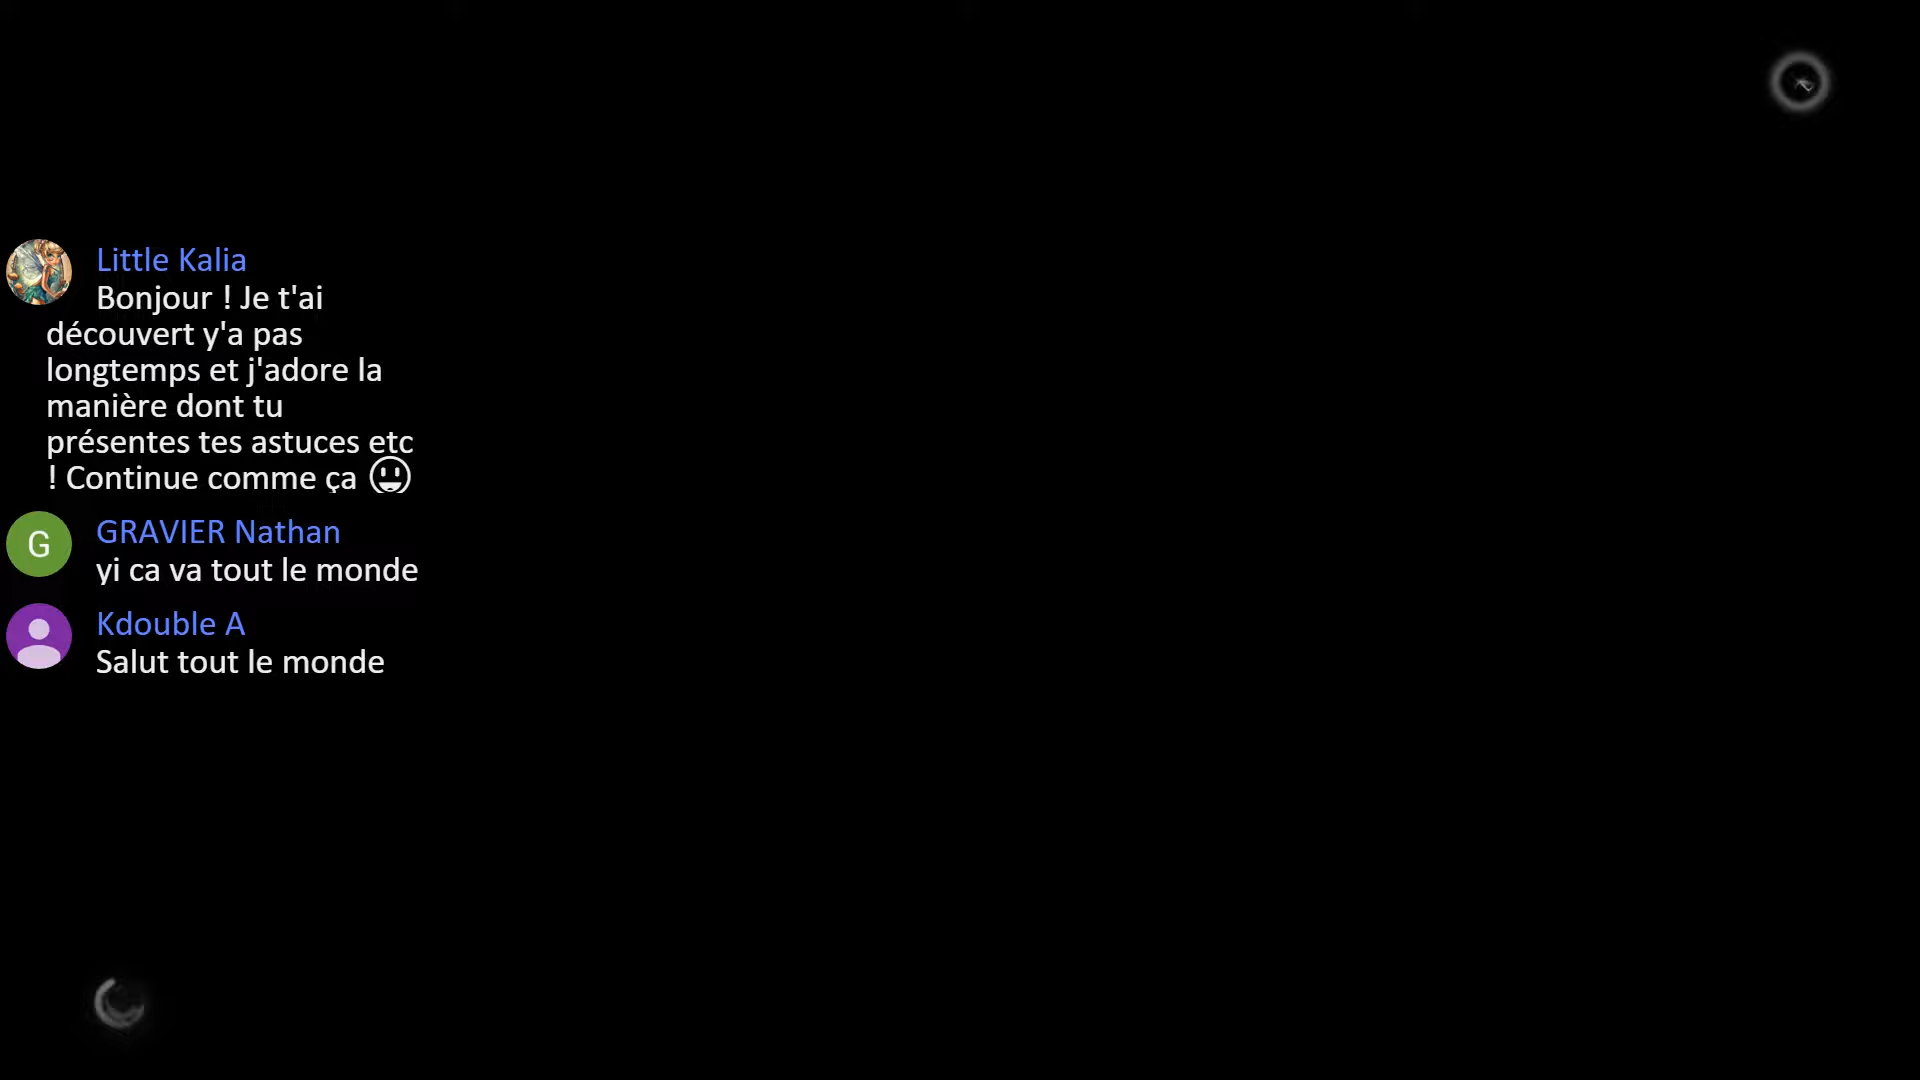 Little Kalia
Bonjour ! Je t'ai
découvert y'a pas
longtemps et j'adore la
manière dont tu
présentes tes astuces etc
! Continue comme ça 😃
G
GRAVIER Nathan
yi ca va tout le monde
Kdouble A
Salut tout le monde